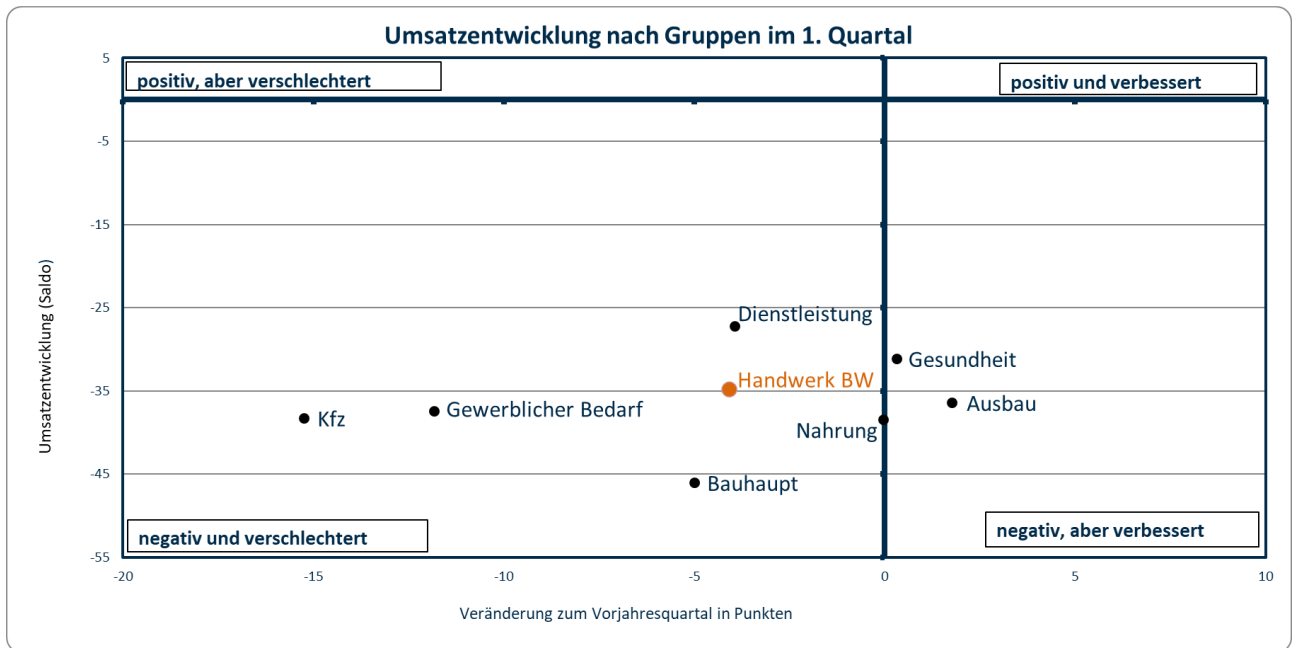 Umsatzentwicklung nach Gruppen im 1. Quartal
5
positiv, aber verschlechtert
positiv und verbessert
-5
-15
-25
-35
-45
-55
Umsatzentwicklung (Saldo)
Dienstleistung
Gesundheit
Handwerk BW
Ausbau
Gewerblicher Bedarf
Kfz
Nahrung
Bauhaupt
negativ und verschlechtert
negativ, aber verbessert
-20
-15
-10
-5
0
5
10
Veränderung zum Vorjahresquartal in Punkten